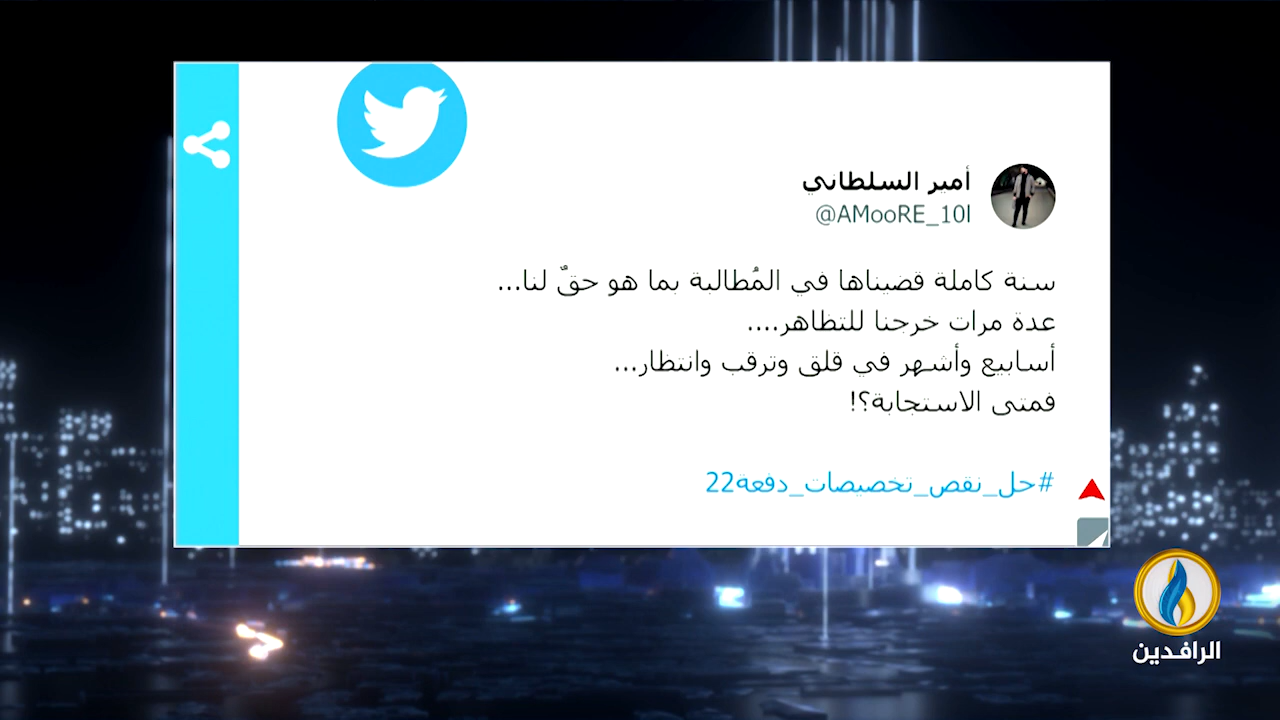 أمير السلطاني
@AMooRE_10l
سنة كاملة قضيناها في المُطالبة بما هو حقٌ لنا...
عدة مرات خرجنا للتظاهر....
أسابيع وأشهر في قلق وترقب وانتظار...
فمتى الاستجابة؟!
#حل_نقص_تخصيصات_دفعة22
الرافدين